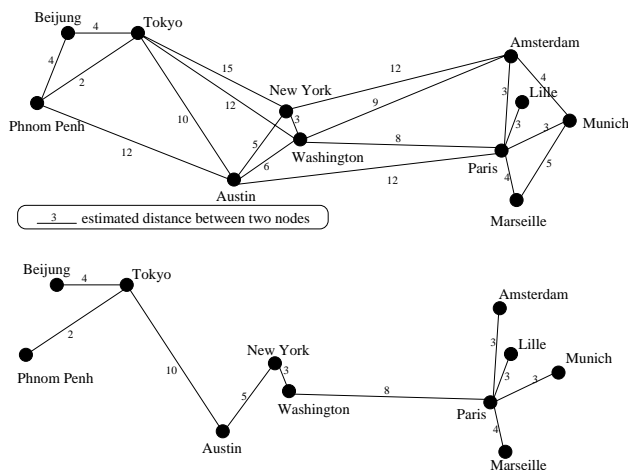 Beijung
4
Tokyo
4
2
Phnom Penh
12
15
12
10
New York
3
5
6
Washington
Austin
12
9
8
12
Amsterdam
4
3
Lille
3
3
Munich
Paris
4
5
Marseille
3 estimated distance between two nodes
Beijung
4
Tokyo
2
Phnom Penh
10
New York
3
5
Washington
Austin
8
Amsterdam
3
Lille
3
3
Munich
Paris
4
Marseille